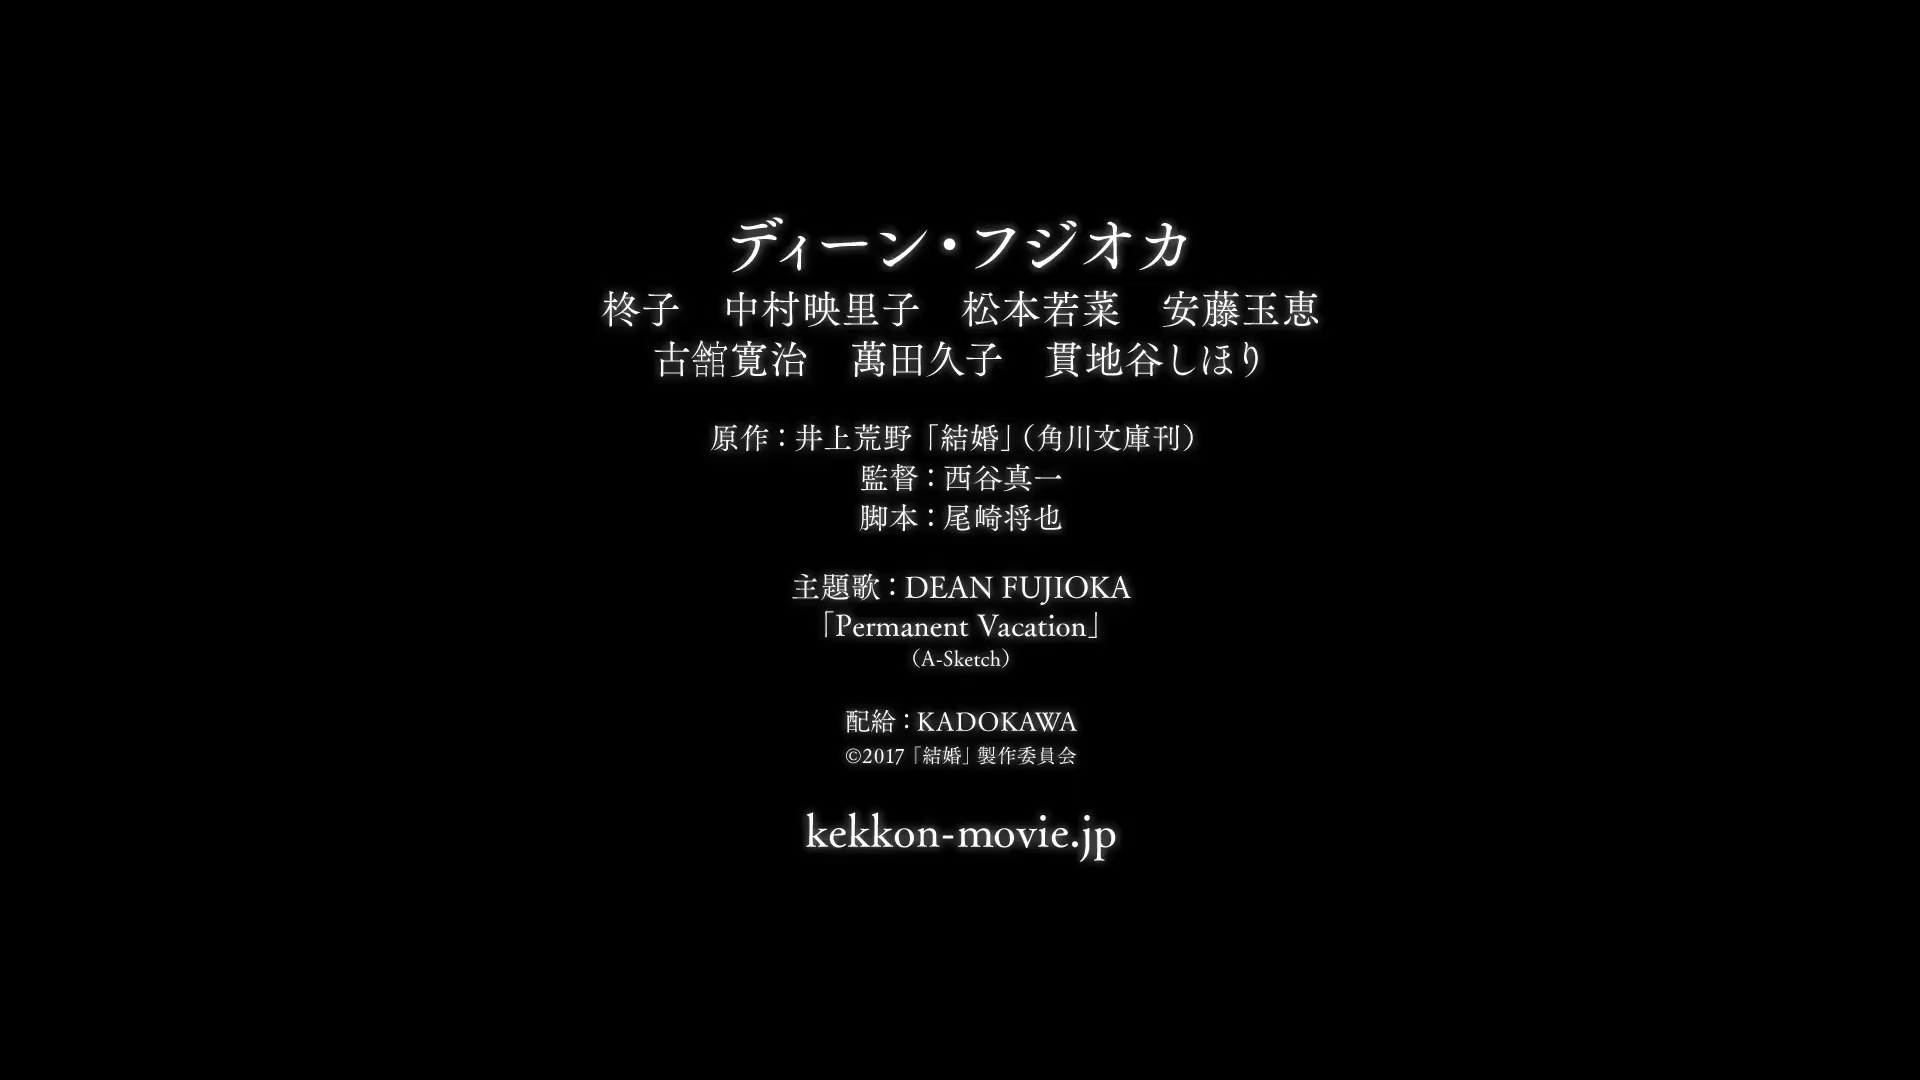 ディーン・フジオカ
柊子　中村映里子　松本若菜　安藤玉恵
古舘寛治　萬田久子　貫地谷しほり
原作：井上荒野「結婚」（角川文庫刊）
監督：西谷真一
脚本：尾崎将也
主題歌：DEAN FUJIOKA
「Permanent Vacation」
（A-Sketch）
配給：KADOKAWA
©2017「結婚」製作委員会
kekkon-movie.jp